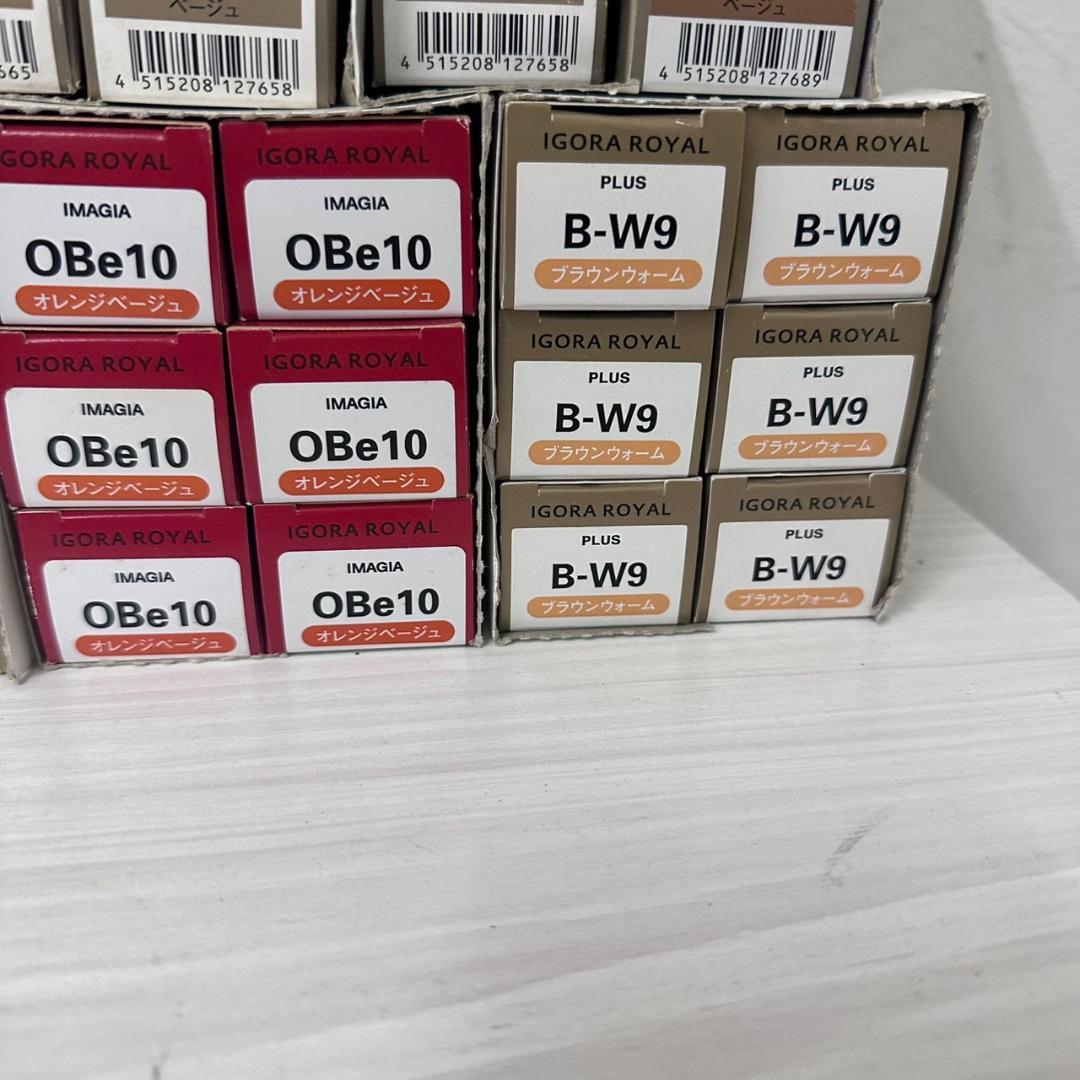 ベージュ
ベージュ
665
4 515208 127658
4 515208 127658
4 515208 127689
IGORA ROYAL
IMAGIA
OBe10
オレンジベージュ
IGORA ROYAL
IMAGIA
OBe10
オレンジベージュ
IGORA ROYAL
PLUS
B-W9
ブラウンウォーム
IGORA ROYAL
PLUS
B-W9
ブラウンウォーム
IGORA ROYAL
IMAGIA
OBe10
オレンジベージュ
IGORA ROYAL
IMAGIA
OBe10
オレンジベージュ
IGORA ROYAL
PLUS
B-W9
ブラウンウォーム
IGORA ROYAL
PLUS
B-W9
ブラウンウォーム
IGORA ROYAL
IMAGIA
OBe10
オレンジベージュ
IGORA ROYAL
IMAGIA
OBe10
オレンジベージュ
IGORA ROYAL
PLUS
B-W9
ブラウンウォーム
IGORA ROYAL
PLUS
B-W9
ブラウンウォーム